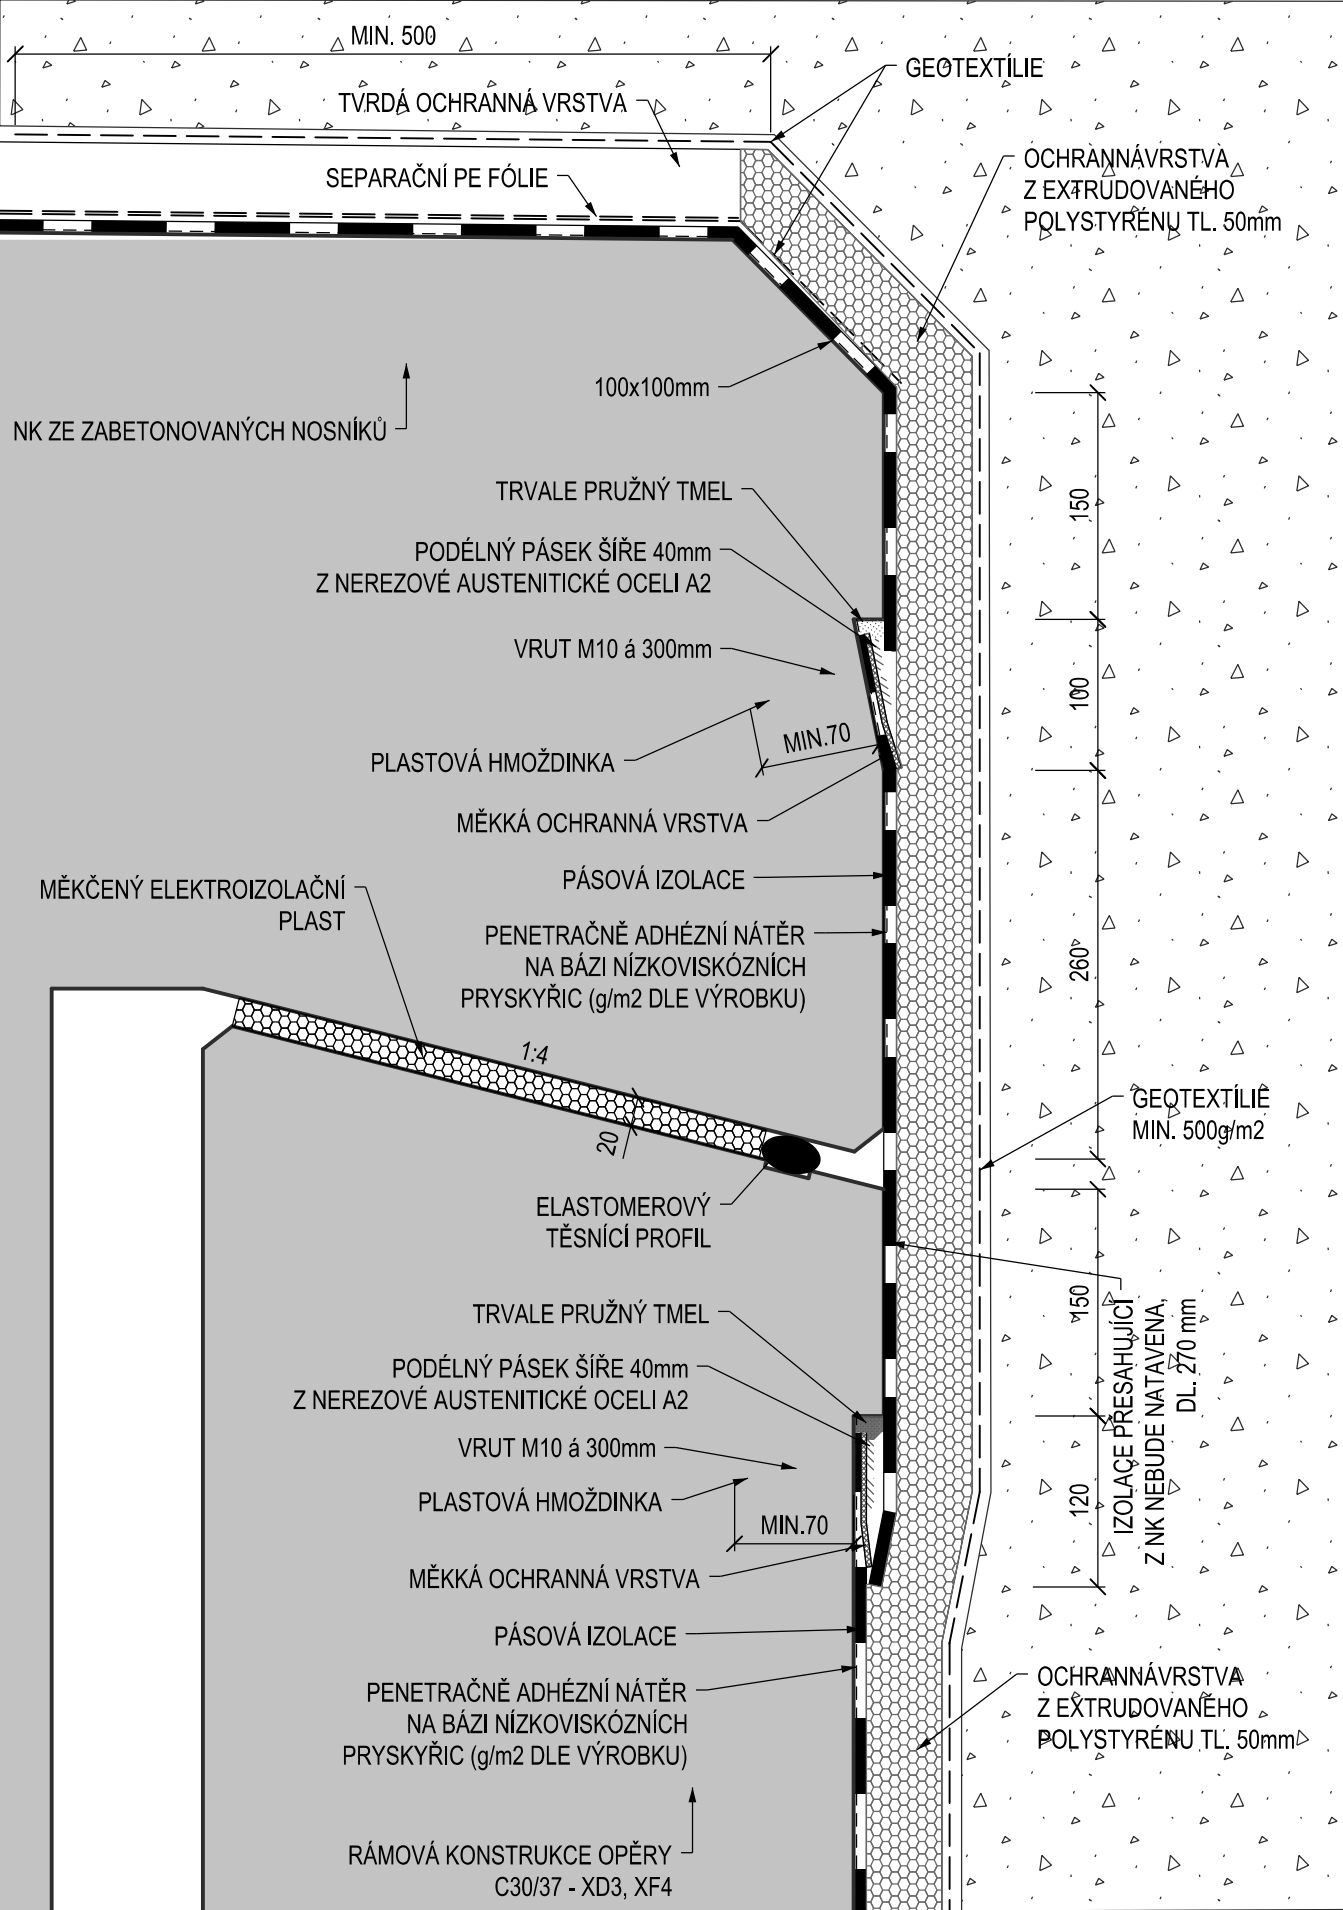 MIN. 500
GEOTEXTÍLIE
TVRDÁ OCHRANNÁ VRSTVA
OCHRANNÁVRSTVA
Z EXTRUDOVANÉHO
POLYSTYRÉNU TL. 50mm
SEPARAČNÍ PE FÓLIE
100x100mm
NK ZE ZABETONOVANÝCH NOSNÍKŮ
TRVALE PRUŽNÝ TMEL
150
PODÉLNÝ PÁSEK ŠÍŘE 40mm
Z NEREZOVÉ AUSTENITICKÉ OCELI A2
VRUT M10 á 300mm
100
MIN.70
PLASTOVÁ HMOŽDINKA
MĚKKÁ OCHRANNÁ VRSTVA
PÁSOVÁ IZOLACE
MĚKČENÝ ELEKTROIZOLAČNÍ
PLAST
PENETRAČNĚ ADHÉZNÍ NÁTĚR
NA BÁZI NÍZKOVISKÓZNÍCH
PRYSKYŘIC (g/m2 DLE VÝROBKU)
260
1:4
20
GEOTEXTÍLIE
MIN. 500g/m2
ELASTOMEROVÝ
TĚSNÍCÍ PROFIL
150
IZOLACE PRESAHUJÍCÍ
Z NK NEBUDE NATAVENA,
DL. 270 mm
TRVALE PRUŽNÝ TMEL
PODÉLNÝ PÁSEK ŠÍŘE 40mm
Z NEREZOVÉ AUSTENITICKÉ OCELI A2
VRUT M10 á 300mm
PLASTOVÁ HMOŽDINKA
120
MIN.70
MĚKKÁ OCHRANNÁ VRSTVA
PÁSOVÁ IZOLACE
OCHRANNÁVRSTVA
Z EXTRUDOVANÉHO
POLYSTYRÉNU TL. 50mm
PENETRAČNĚ ADHÉZNÍ NÁTĚR
NA BÁZI NÍZKOVISKÓZNÍCH
PRYSKYŘIC (g/m2 DLE VÝROBKU)
RÁMOVÁ KONSTRUKCE OPĚRY
C30/37 - XD3, XF4